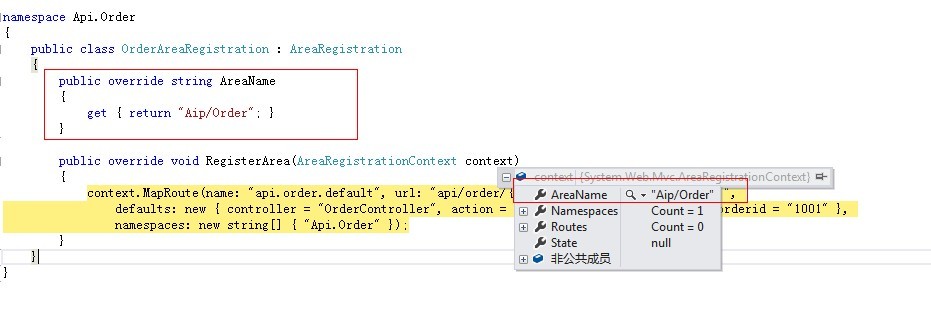 namespace Api.Order
{
public class OrderAreaRegistration : AreaRegistration
{
public override string AreaName
{
get { return "Aip/Order"; }
}
public override void RegisterArea(AreaRegistrationContext context)
{
context {System.Web.Mvc.AreaRegistrationContext}
context.MapRoute(name: "api.order.default", url: "api/order/{ ",
AreaName "Aip/Order"
defaults: new { controller = "OrderController", action = orderid = "1001" },
Namespaces Count = 1
namespaces: new string[] { "Api.Order" });
Routes Count = 0
}
State null
}
非公共成员
}